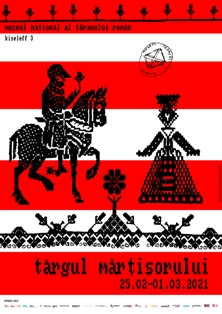 muzeul național al țăranului român
kiseleff 3
târgul mărțișorului
25.02-01.03.2021